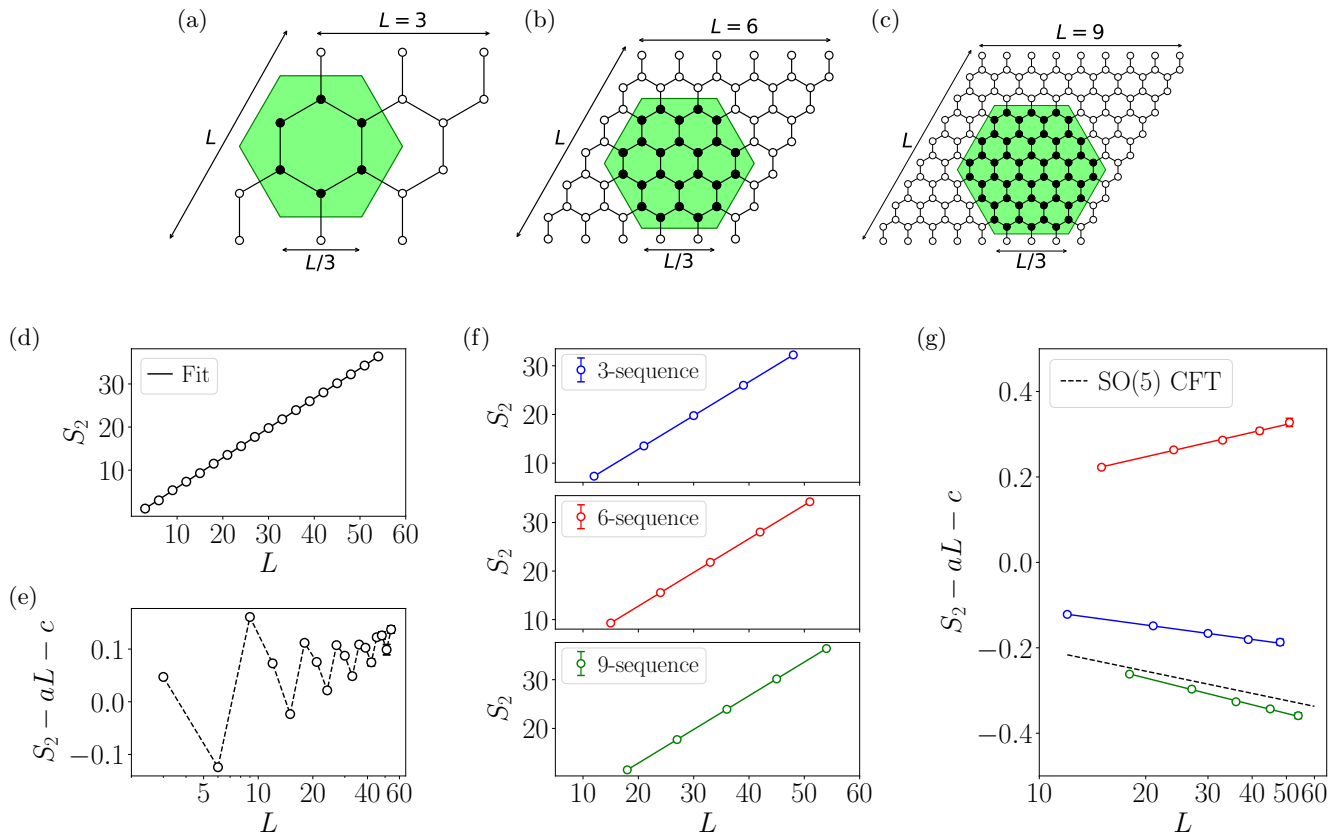 (a)
L = 3
L
L/3
(b)
L = 6
L
L/3
(c)
L = 9
L
L/3
(d)
Fit
30
20
10
S₂
10 20 30 40 50 60
L
(e)
0.1
0.0
−0.1
S₂ − aL − c
5 10 20 40 60
L
(f)
3-sequence
30
20
10
S₂
6-sequence
30
20
10
S₂
9-sequence
30
20
S₂
10 20 30 40 50 60
L
(g)
SO(5) CFT
0.4
0.2
0.0
−0.2
−0.4
S₂ − aL − c
10 20 30 40 50 60
L